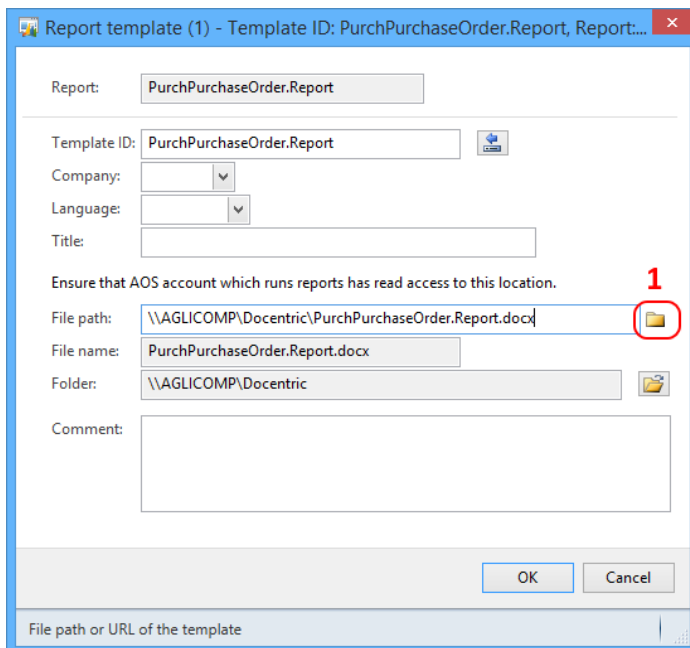 Report template (1) - Template ID: PurchPurchaseOrder.Report, Report:...
Report: PurchPurchaseOrder.Report
Template ID: PurchPurchaseOrder.Report
Company:
Language:
Title:
Ensure that AOS account which runs reports has read access to this location.
1
File path: \\AGLICOMP\Docentric\PurchPurchaseOrder.Report.docx
File name: PurchPurchaseOrder.Report.docx
Folder: \\AGLICOMP\Docentric
Comment:
OK Cancel
File path or URL of the template